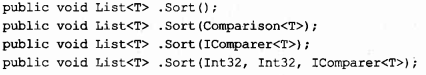 public void List<T> .Sort();
public void List<T> .Sort(Comparison<T>);
public void List<T> .Sort(IComparer<T>);
public void List<T> .Sort(Int32, Int32, IComparer<T>);